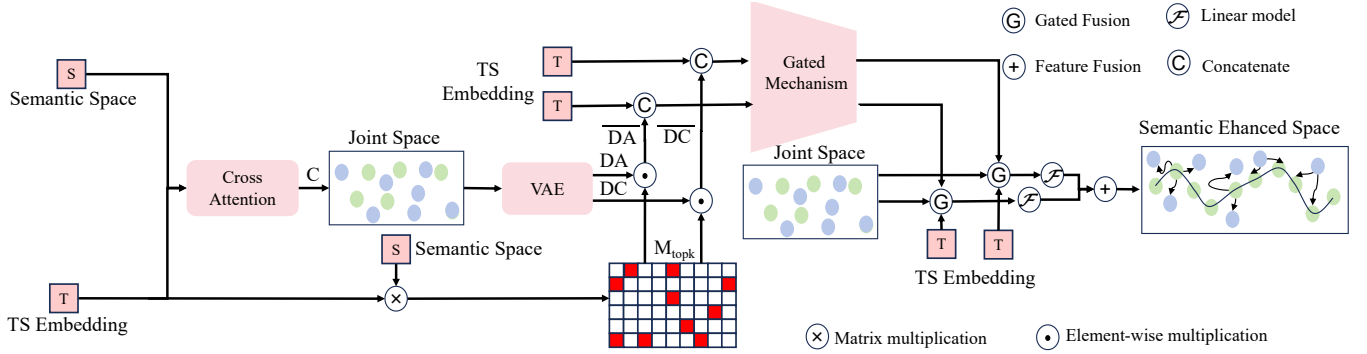 S
Semantic Space
T
TS Embedding
Cross
Attention
C
Joint Space
S
Semantic Space
×
VAE
DA
DC
DA
DC
M_topk
TS
Embedding
T
T
C
C
Gated
Mechanism
Joint Space
G
G
T
T
TS Embedding
ℱ
ℱ
+
Semantic Ehanced Space
G Gated Fusion
ℱ Linear model
+ Feature Fusion
C Concatenate
× Matrix multiplication
Element-wise multiplication